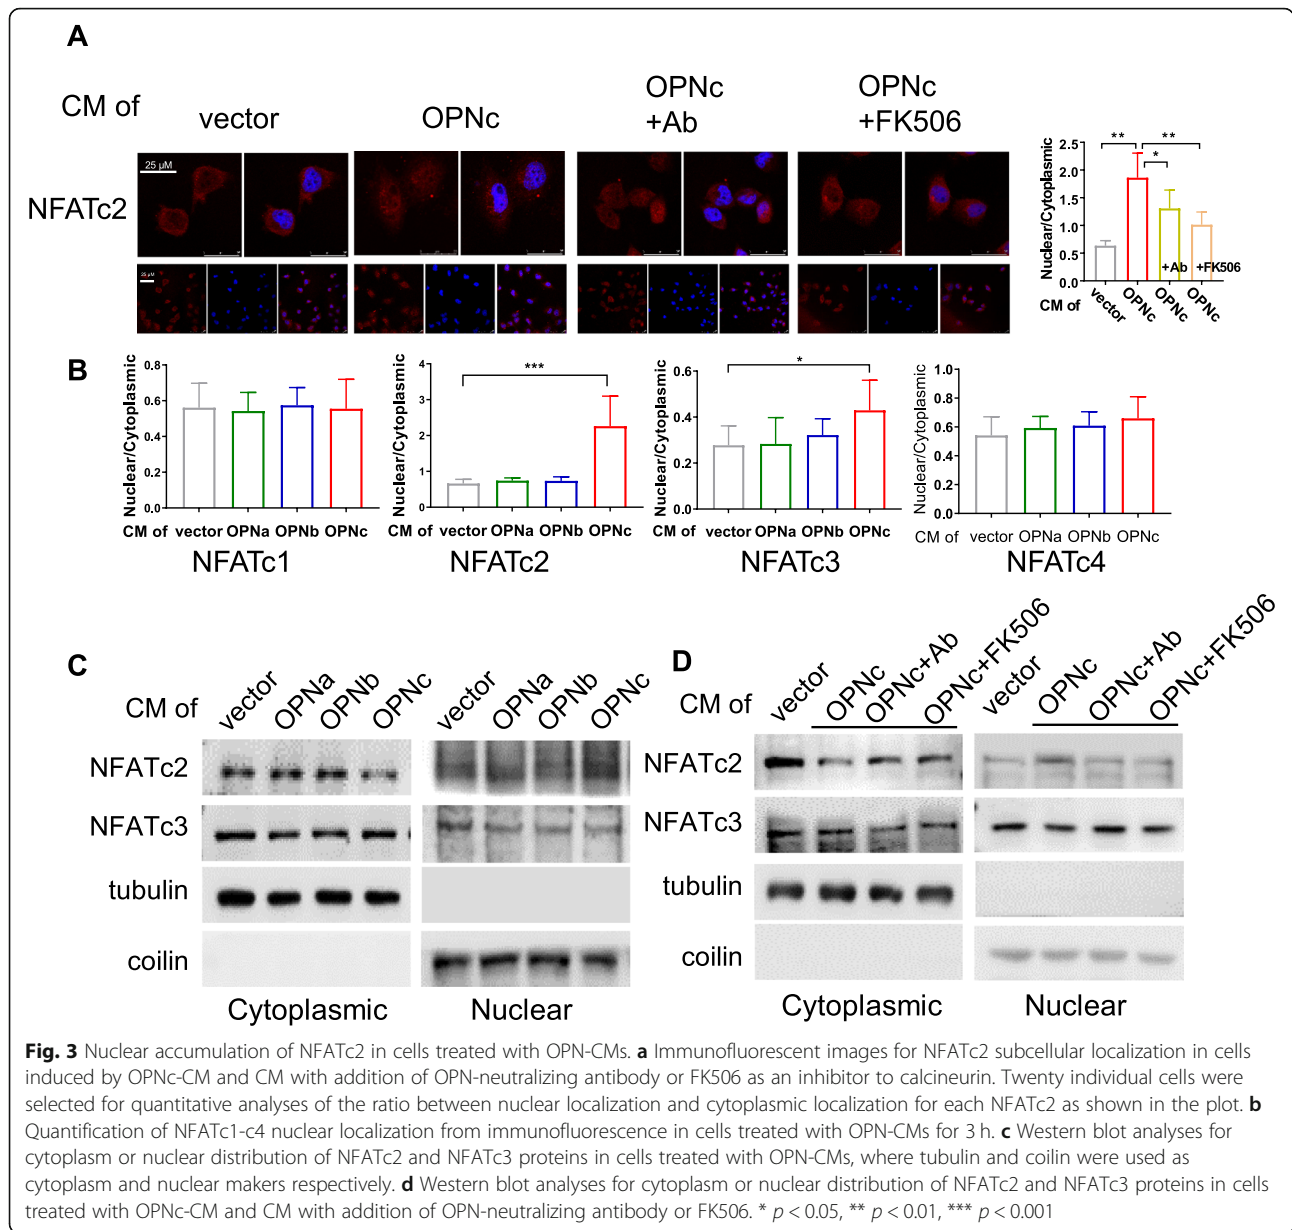 A
CM of
vector
OPNc
OPNc
+Ab
OPNc
+FK506
NFATc2
25 µM
25 µM
Nuclear/Cytoplasmic
2.5
2.0
1.5
1.0
0.5
0.0
**
*
**
+Ab
+FK506
CM of
vector
OPNc
OPNc
OPNc
B
Nuclear/Cytoplasmic
0.8
0.6
0.4
0.2
0.0
CM of vector OPNa OPNb OPNc
NFATc1
Nuclear/Cytoplasmic
4
3
2
1
0
***
CM of vector OPNa OPNb OPNc
NFATc2
Nuclear/Cytoplasmic
0.6
0.4
0.2
0.0
*
CM of vector OPNa OPNb OPNc
NFATc3
Nuclear/Cytoplasmic
1.0
0.8
0.6
0.4
0.2
0.0
CM of vector OPNa OPNb OPNc
NFATc4
C
CM of
vector OPNa OPNb OPNc
vector OPNa OPNb OPNc
NFATc2
NFATc3
tubulin
coilin
Cytoplasmic
Nuclear
D
CM of
vector OPNc OPNc+Ab OPNc+FK506
vector OPNc OPNc+Ab OPNc+FK506
NFATc2
NFATc3
tubulin
coilin
Cytoplasmic
Nuclear
Fig. 3 Nuclear accumulation of NFATc2 in cells treated with OPN-CMs. a Immunofluorescent images for NFATc2 subcellular localization in cells
induced by OPNc-CM and CM with addition of OPN-neutralizing antibody or FK506 as an inhibitor to calcineurin. Twenty individual cells were
selected for quantitative analyses of the ratio between nuclear localization and cytoplasmic localization for each NFATc2 as shown in the plot. b
Quantification of NFATc1-c4 nuclear localization from immunofluorescence in cells treated with OPN-CMs for 3 h. c Western blot analyses for
cytoplasm or nuclear distribution of NFATc2 and NFATc3 proteins in cells treated with OPN-CMs, where tubulin and coilin were used as
cytoplasm and nuclear makers respectively. d Western blot analyses for cytoplasm or nuclear distribution of NFATc2 and NFATc3 proteins in cells
treated with OPNc-CM and CM with addition of OPN-neutralizing antibody or FK506. * p < 0.05, ** p < 0.01, *** p < 0.001